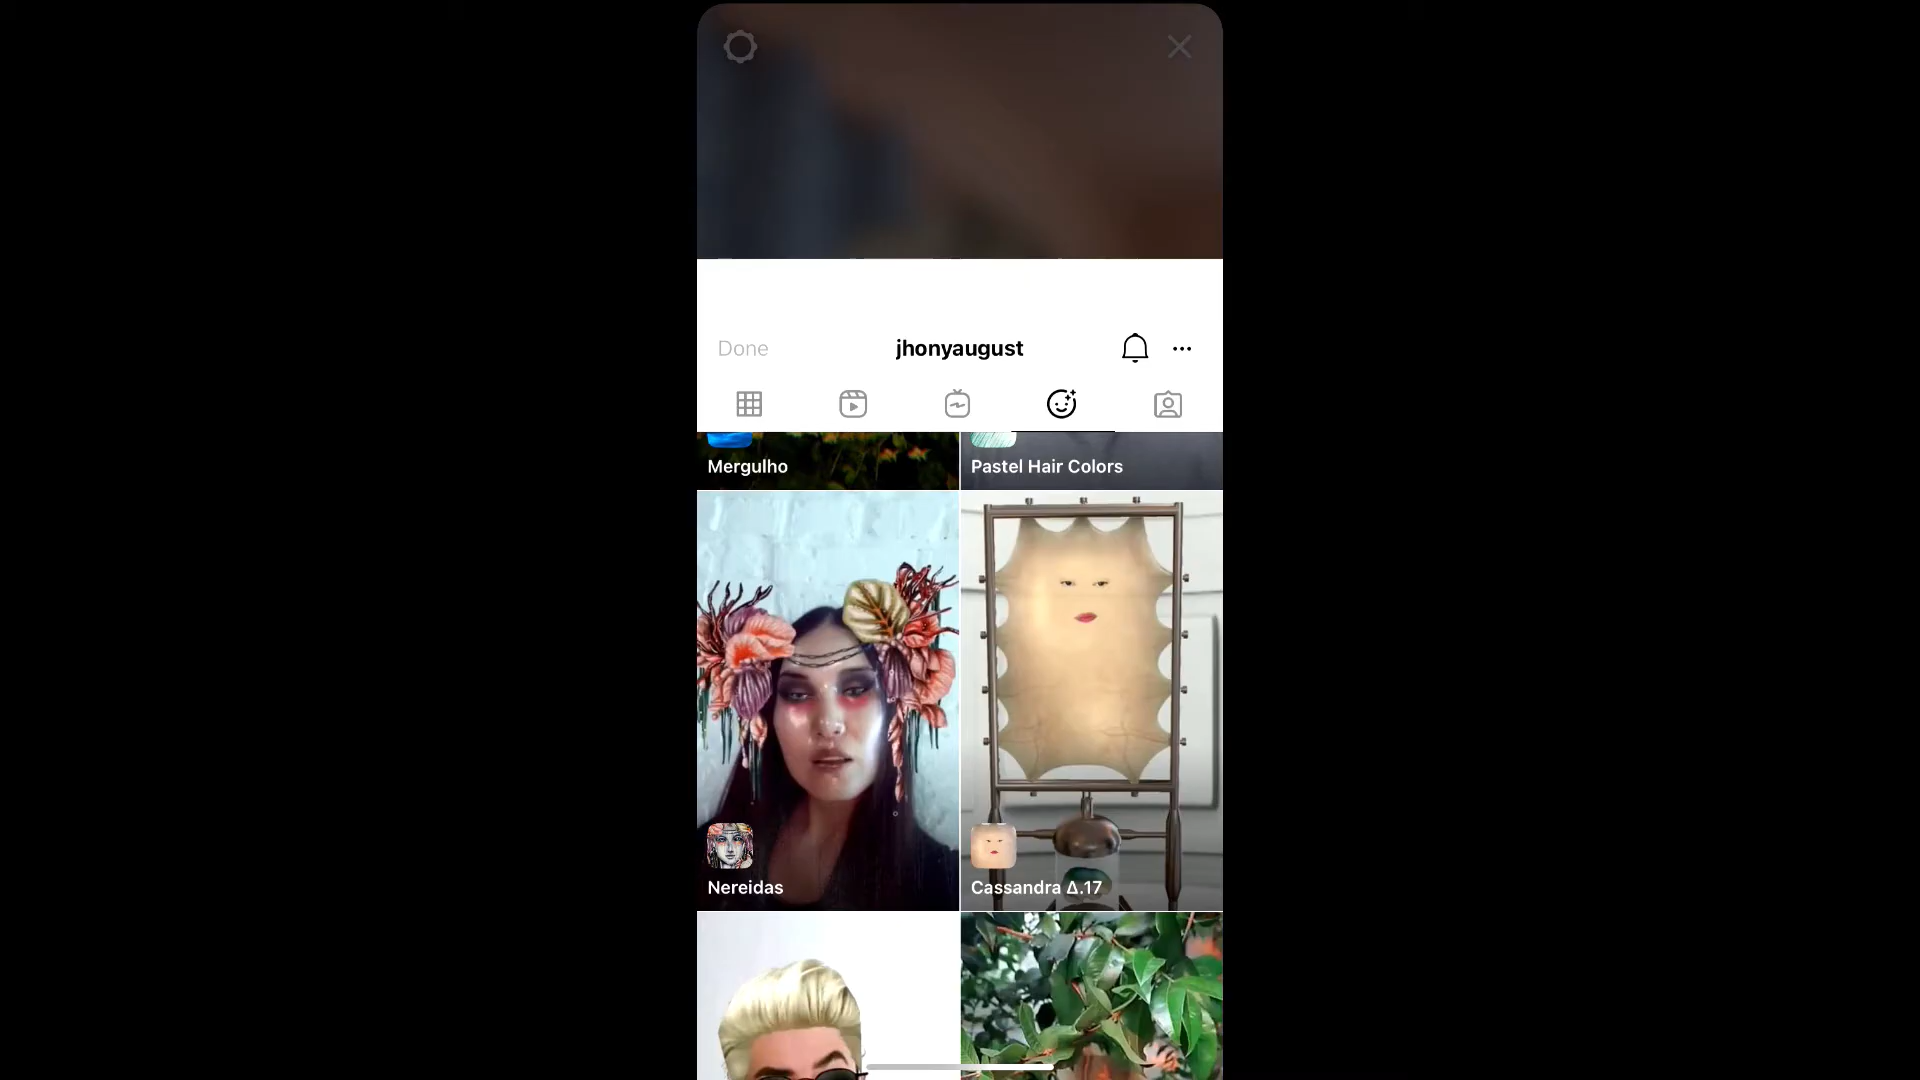 Done
jhonyaugust
Mergulho
Pastel Hair Colors
Nereidas
Cassandra Δ.17